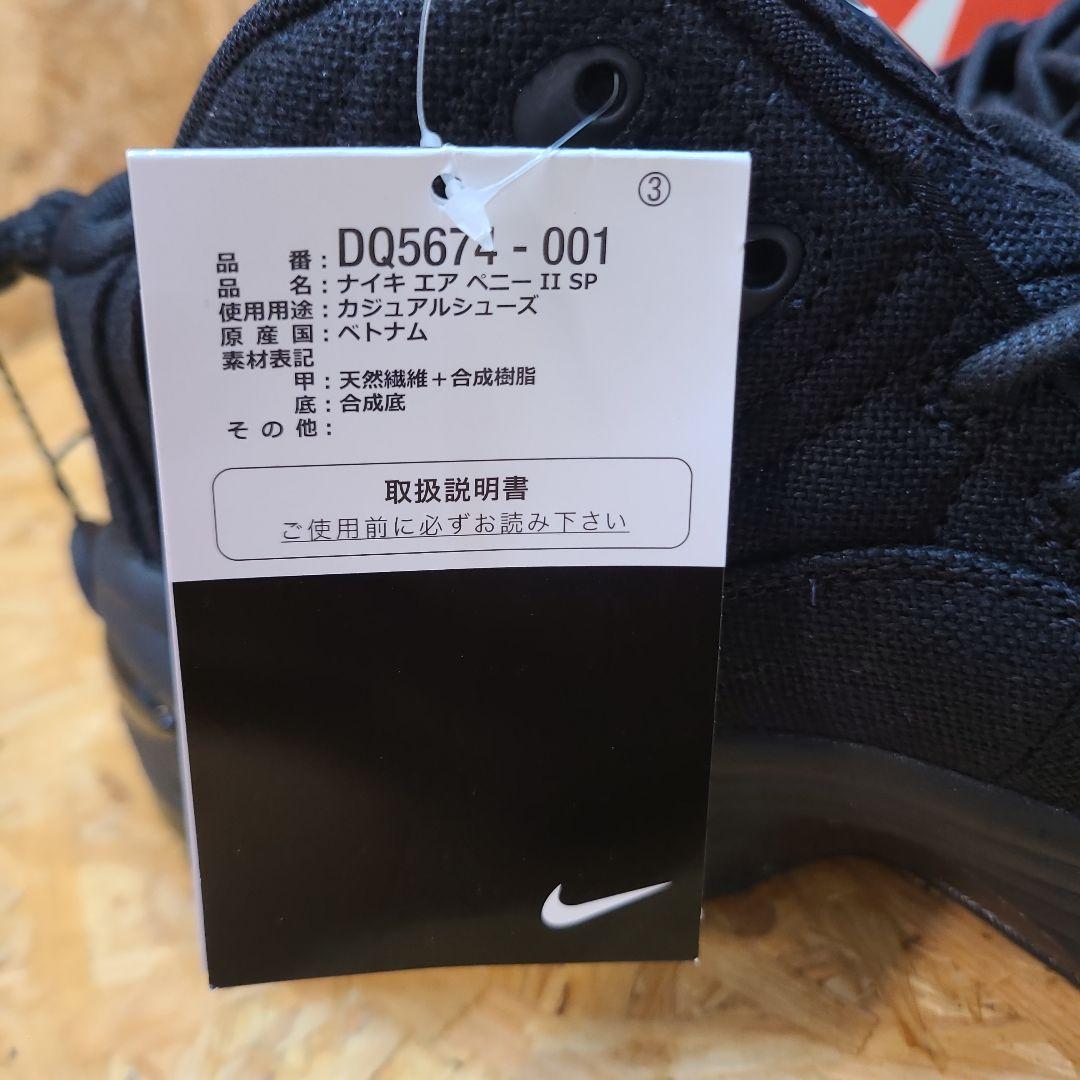 ③
品番:DQ5674-001
品名:ナイキ エア ペニー II SP
使用用途:カジュアルシューズ
原産国:ベトナム
素材表記
甲:天然繊維+合成樹脂
底:合成底
その他:
取扱説明書
ご使用前に必ずお読み下さい